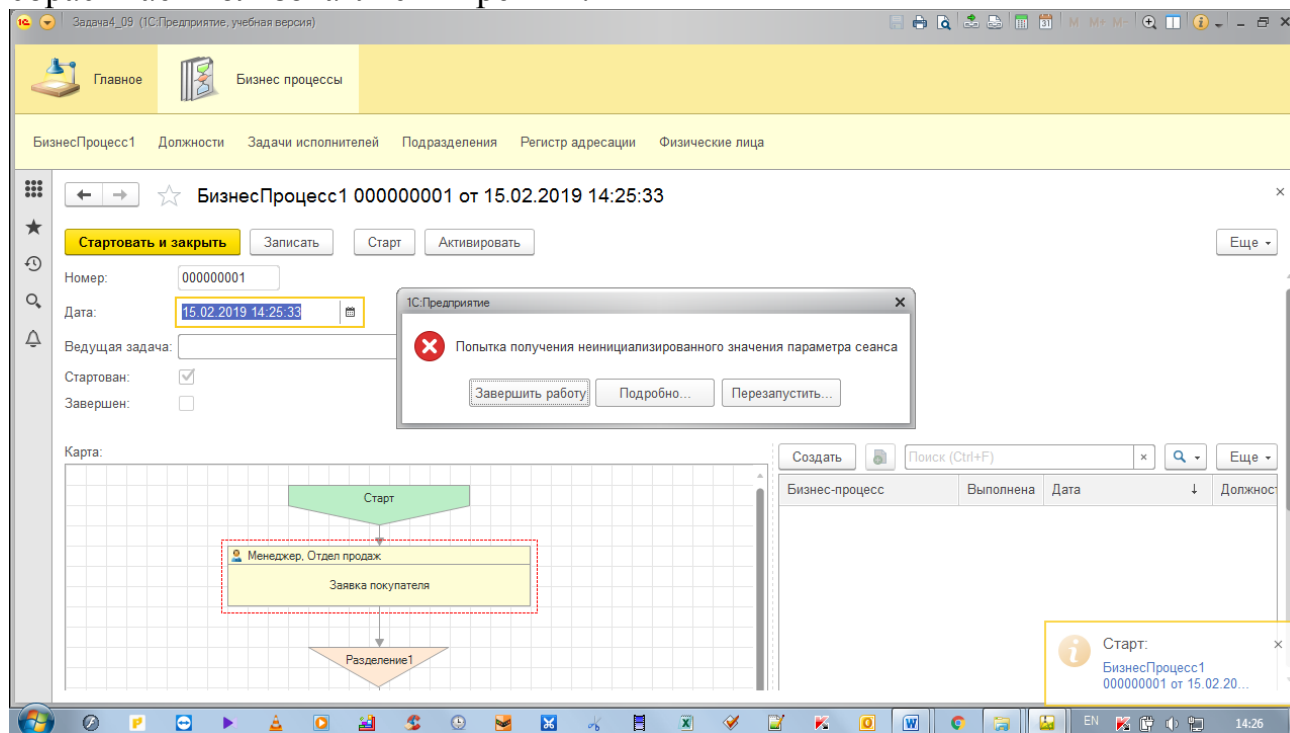 Задача4_09 (1С:Предприятие, учебная версия)
M M+ M-
Главное
Бизнес процессы
БизнесПроцесс1 Должности Задачи исполнителей Подразделения Регистр адресации Физические лица
БизнесПроцесс1 000000001 от 15.02.2019 14:25:33
Стартовать и закрыть Записать Старт Активировать Еще
Номер: 000000001
Дата: 15.02.2019 14:25:33
Ведущая задача:
Стартован:
Завершен:
1С:Предприятие
Попытка получения неинициализированного значения параметра сеанса
Завершить работу Подробно... Перезапустить...
Карта:
Старт
Менеджер, Отдел продаж
Заявка покупателя
Разделение1
Создать Поиск (Ctrl+F) Еще
Бизнес-процесс Выполнена Дата Должност
Старт:
БизнесПроцесс1
000000001 от 15.02.20...
EN 14:26